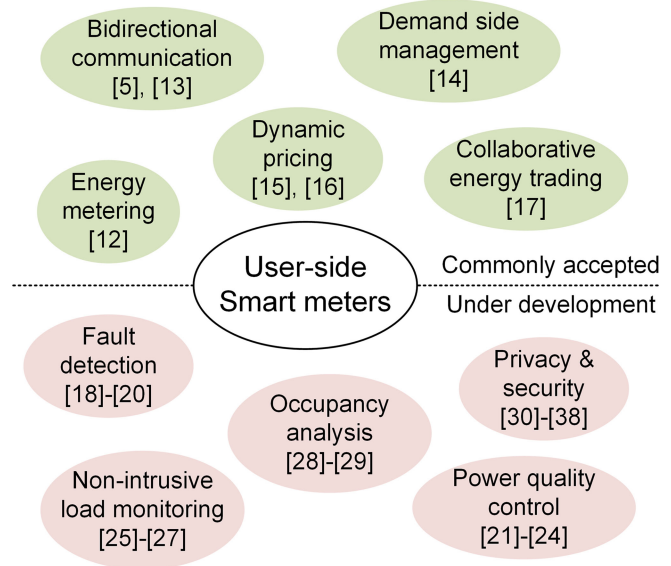 Bidirectional
communication
[5], [13]
Demand side
management
[14]
Dynamic
pricing
[15], [16]
Collaborative
energy trading
[17]
Energy
metering
[12]
User-side
Smart meters
Commonly accepted
Under development
Fault
detection
[18]-[20]
Privacy &
security
[30]-[38]
Occupancy
analysis
[28]-[29]
Non-intrusive
load monitoring
[25]-[27]
Power quality
control
[21]-[24]